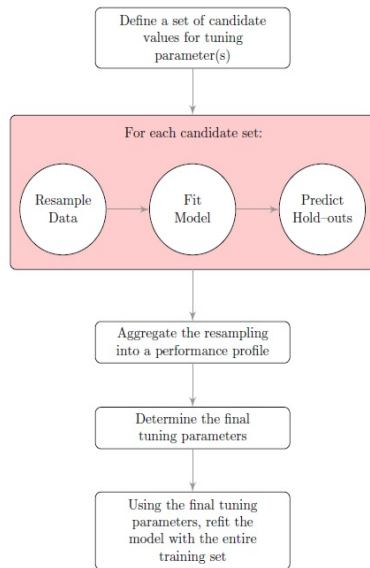 Define a set of candidate
values for tuning
parameter(s)
For each candidate set:
Resample
Data
Fit
Model
Predict
Hold–outs
Aggregate the resampling
into a performance profile
Determine the final
tuning parameters
Using the final tuning
parameters, refit the
model with the entire
training set